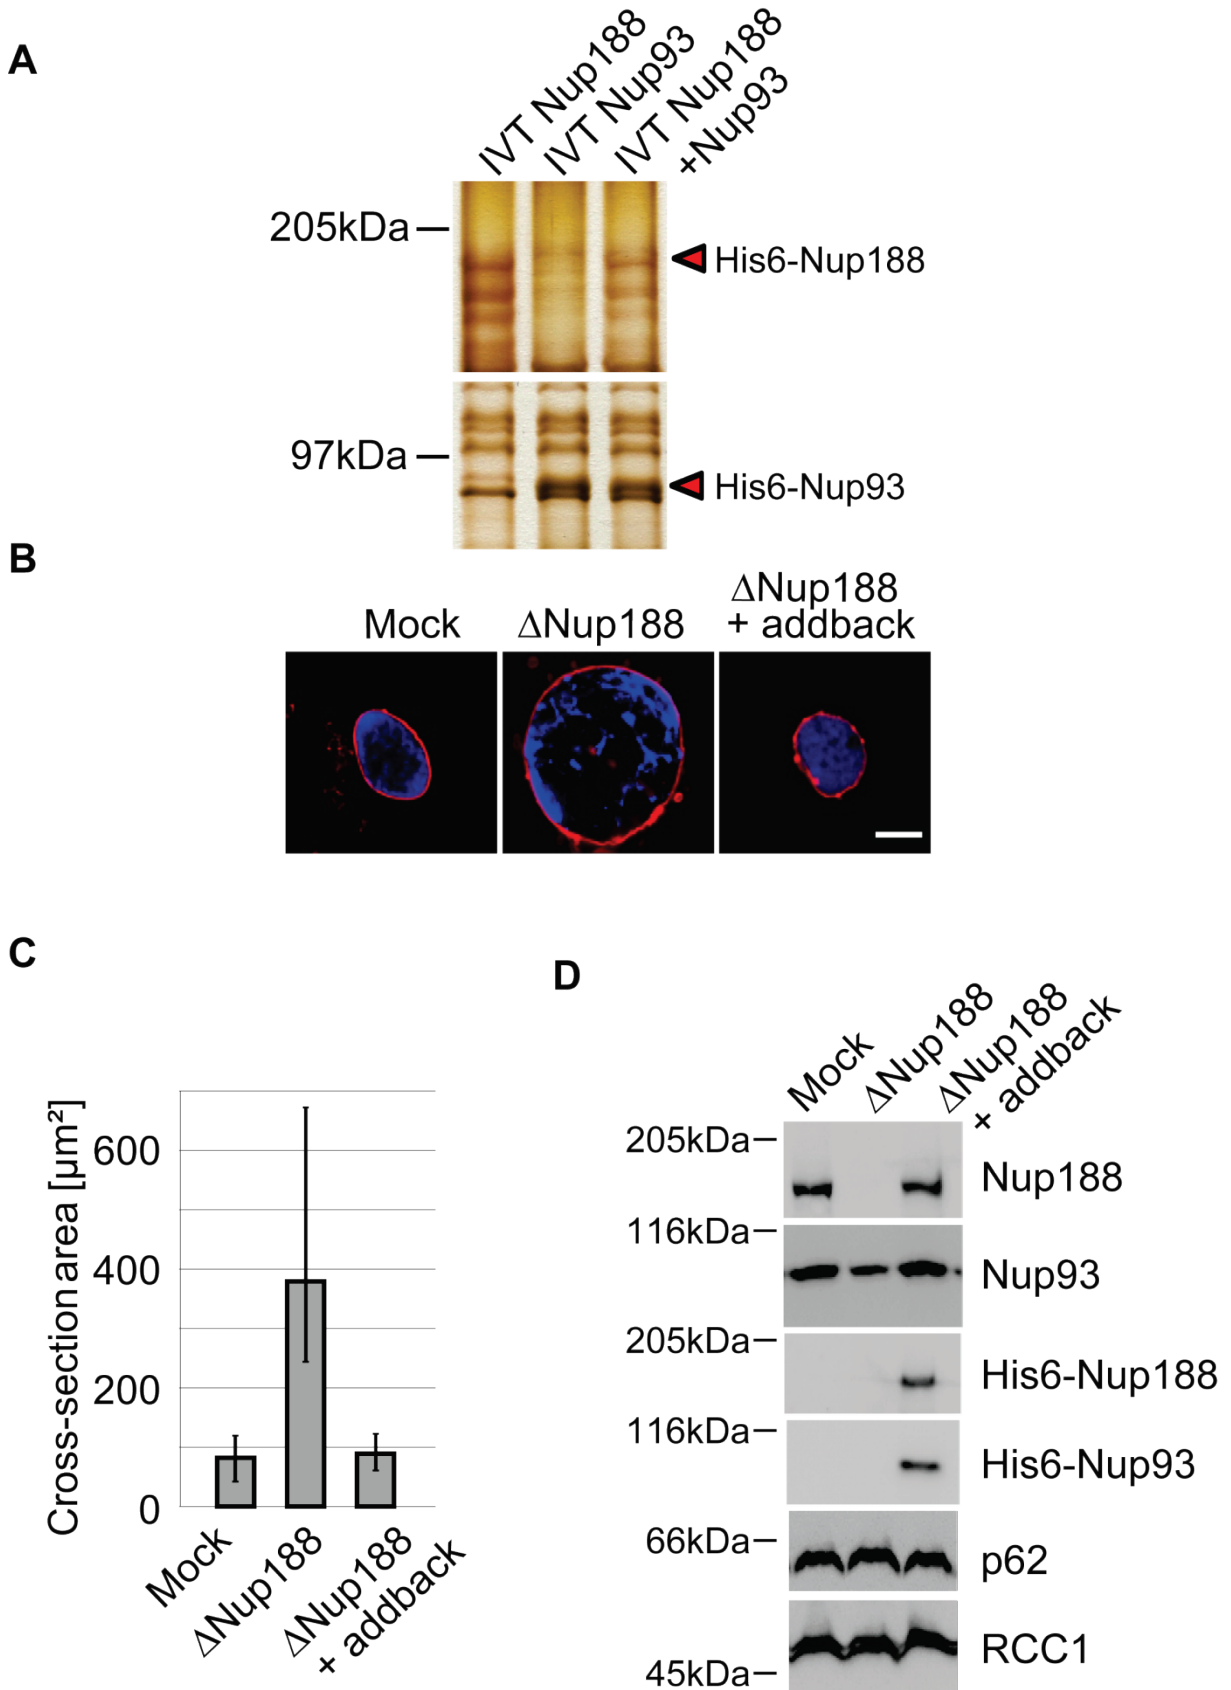 A
IVT Nup188
IVT Nup93
IVT Nup188
+Nup93
205kDa
His6-Nup188
97kDa
His6-Nup93
B
Mock
ΔNup188
ΔNup188
+ addback
C
Cross-section area [µm²]
600
400
200
0
Mock
ΔNup188
ΔNup188
+ addback
D
Mock
ΔNup188
ΔNup188
+ addback
205kDa
Nup188
116kDa
Nup93
205kDa
His6-Nup188
116kDa
His6-Nup93
66kDa
p62
RCC1
45kDa